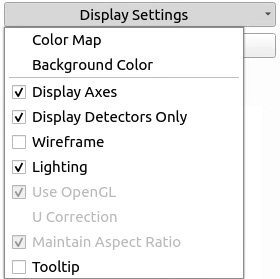 Display Settings
Color Map
Background Color
Display Axes
Display Detectors Only
Wireframe
Lighting
Use OpenGL
U Correction
Maintain Aspect Ratio
Tooltip